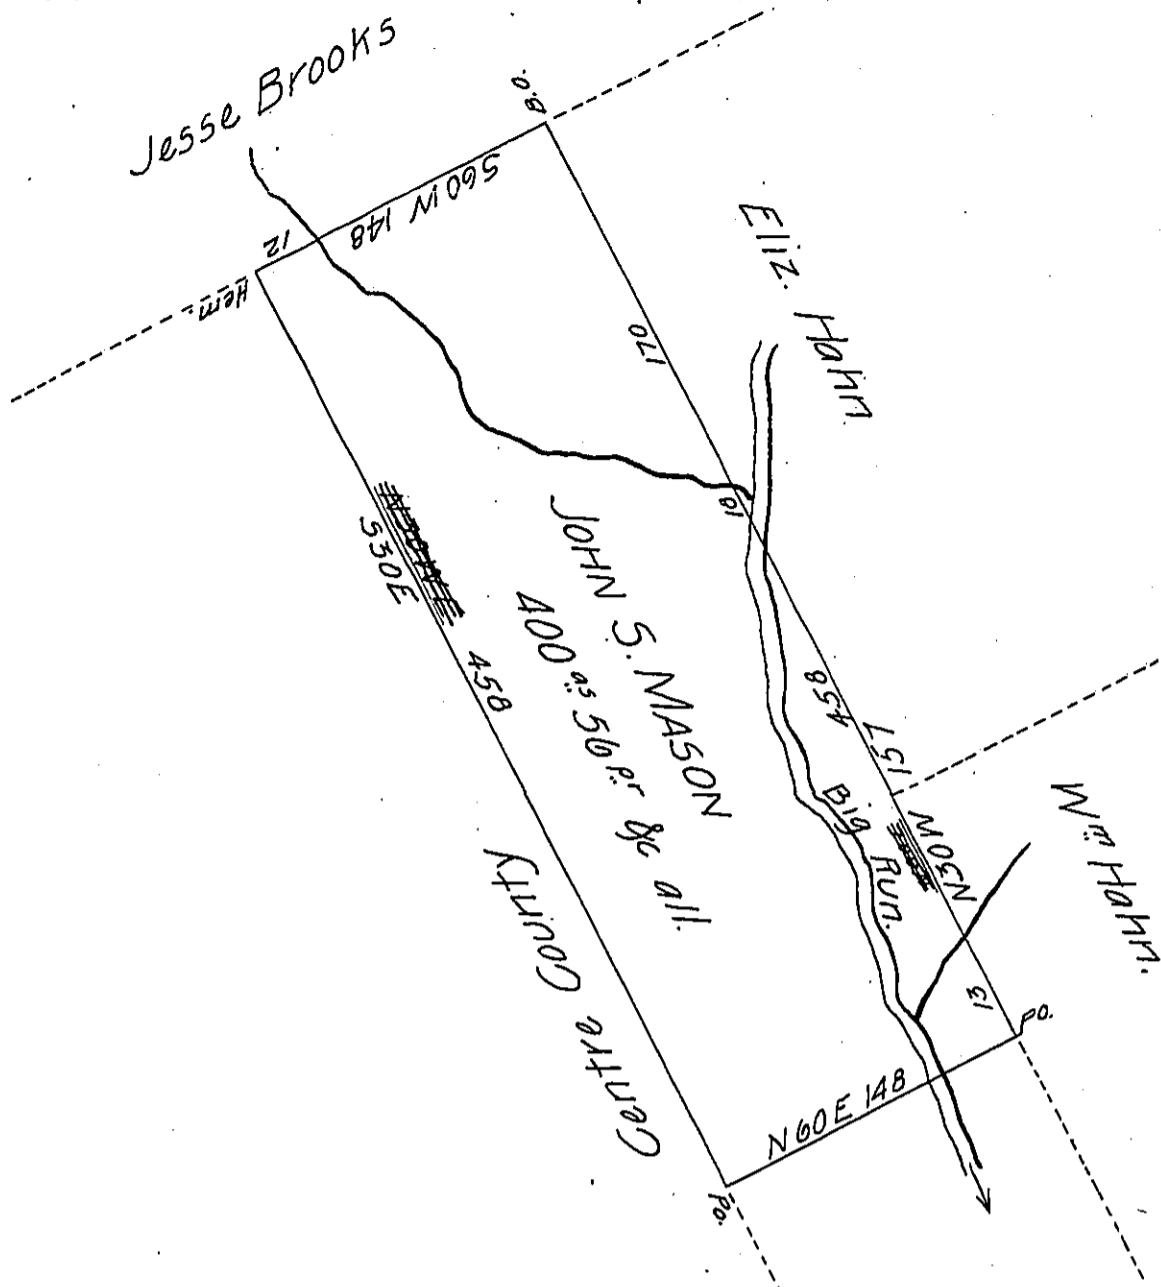 Jesse Brooks
B.O.
S60W 148
12
Hem.
Eliz. Hahn
170
18
S30E
458
JOHN S. MASON
400 as 56 pr &c all.
458
157
N30W
Big Run.
Wm Hahn.
13
Po.
Centre County
N60E 148
Po.